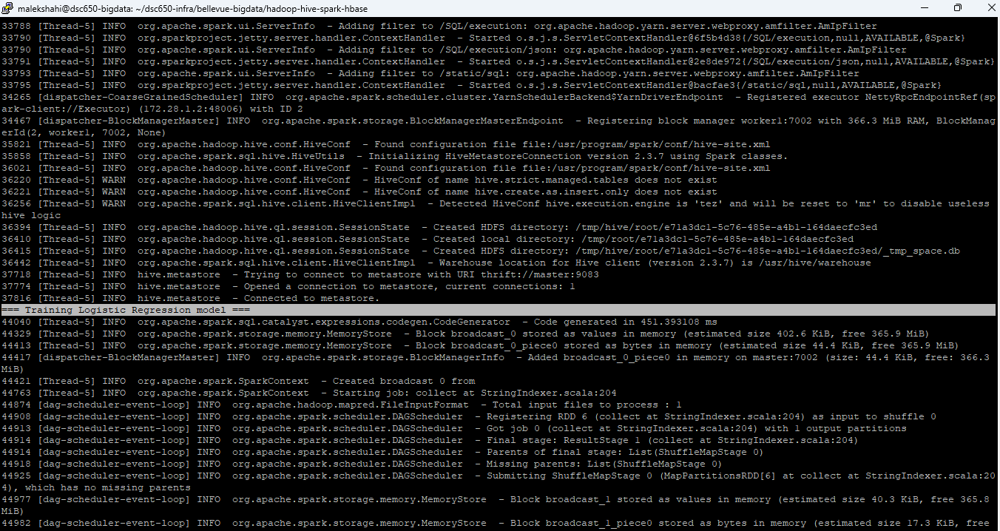 malekshahi@dsc650-bigdata: ~/dsc650-infra/bellevue-bigdata/hadoop-hive-spark-hbase
33788 [Thread-5] INFO  org.apache.spark.ui.ServerInfo  - Adding filter to /SQL/execution: org.apache.hadoop.yarn.server.webproxy.amfilter.AmIpFilter
33790 [Thread-5] INFO  org.sparkproject.jetty.server.handler.ContextHandler  - Started o.s.j.s.ServletContextHandler@6f5b4d38{/SQL/execution,null,AVAILABLE,@Spark}
33790 [Thread-5] INFO  org.apache.spark.ui.ServerInfo  - Adding filter to /SQL/execution/json: org.apache.hadoop.yarn.server.webproxy.amfilter.AmIpFilter
33791 [Thread-5] INFO  org.sparkproject.jetty.server.handler.ContextHandler  - Started o.s.j.s.ServletContextHandler@2e8de972{/SQL/execution/json,null,AVAILABLE,@Spark}
33793 [Thread-5] INFO  org.apache.spark.ui.ServerInfo  - Adding filter to /static/sql: org.apache.hadoop.yarn.server.webproxy.amfilter.AmIpFilter
33795 [Thread-5] INFO  org.sparkproject.jetty.server.handler.ContextHandler  - Started o.s.j.s.ServletContextHandler@bacfae3{/static/sql,null,AVAILABLE,@Spark}
34265 [dispatcher-CoarseGrainedScheduler] INFO  org.apache.spark.scheduler.cluster.YarnSchedulerBackend$YarnDriverEndpoint  - Registered executor NettyRpcEndpointRef(sp
ark-client://Executor) (172.28.1.2:48006) with ID 2
34467 [dispatcher-BlockManagerMaster] INFO  org.apache.spark.storage.BlockManagerMasterEndpoint  - Registering block manager worker1:7002 with 366.3 MiB RAM, BlockManag
erId(2, worker1, 7002, None)
35821 [Thread-5] INFO  org.apache.hadoop.hive.conf.HiveConf  - Found configuration file file:/usr/program/spark/conf/hive-site.xml
35858 [Thread-5] INFO  org.apache.spark.sql.hive.HiveUtils  - Initializing HiveMetastoreConnection version 2.3.7 using Spark classes.
36021 [Thread-5] INFO  org.apache.hadoop.hive.conf.HiveConf  - Found configuration file file:/usr/program/spark/conf/hive-site.xml
36220 [Thread-5] WARN  org.apache.hadoop.hive.conf.HiveConf  - HiveConf of name hive.strict.managed.tables does not exist
36221 [Thread-5] WARN  org.apache.hadoop.hive.conf.HiveConf  - HiveConf of name hive.create.as.insert.only does not exist
36256 [Thread-5] WARN  org.apache.spark.sql.hive.client.HiveClientImpl  - Detected HiveConf hive.execution.engine is 'tez' and will be reset to 'mr' to disable useless
hive logic
36394 [Thread-5] INFO  org.apache.hadoop.hive.ql.session.SessionState  - Created HDFS directory: /tmp/hive/root/e71a3dc1-5c76-485e-a4b1-164daecfc3ed
36410 [Thread-5] INFO  org.apache.hadoop.hive.ql.session.SessionState  - Created local directory: /tmp/root/e71a3dc1-5c76-485e-a4b1-164daecfc3ed
36415 [Thread-5] INFO  org.apache.hadoop.hive.ql.session.SessionState  - Created HDFS directory: /tmp/hive/root/e71a3dc1-5c76-485e-a4b1-164daecfc3ed/_tmp_space.db
36442 [Thread-5] INFO  org.apache.spark.sql.hive.client.HiveClientImpl  - Warehouse location for Hive client (version 2.3.7) is /usr/hive/warehouse
37718 [Thread-5] INFO  hive.metastore  - Trying to connect to metastore with URI thrift://master:9083
37774 [Thread-5] INFO  hive.metastore  - Opened a connection to metastore, current connections: 1
37816 [Thread-5] INFO  hive.metastore  - Connected to metastore.
=== Training Logistic Regression model ===
44040 [Thread-5] INFO  org.apache.spark.sql.catalyst.expressions.codegen.CodeGenerator  - Code generated in 451.393108 ms
44329 [Thread-5] INFO  org.apache.spark.storage.memory.MemoryStore  - Block broadcast_0 stored as values in memory (estimated size 402.6 KiB, free 365.9 MiB)
44413 [Thread-5] INFO  org.apache.spark.storage.memory.MemoryStore  - Block broadcast_0_piece0 stored as bytes in memory (estimated size 44.4 KiB, free 365.9 MiB)
44417 [dispatcher-BlockManagerMaster] INFO  org.apache.spark.storage.BlockManagerInfo  - Added broadcast_0_piece0 in memory on master:7002 (size: 44.4 KiB, free: 366.3
MiB)
44421 [Thread-5] INFO  org.apache.spark.SparkContext  - Created broadcast 0 from
44763 [Thread-5] INFO  org.apache.spark.SparkContext  - Starting job: collect at StringIndexer.scala:204
44874 [dag-scheduler-event-loop] INFO  org.apache.hadoop.mapred.FileInputFormat  - Total input files to process : 1
44908 [dag-scheduler-event-loop] INFO  org.apache.spark.scheduler.DAGScheduler  - Registering RDD 6 (collect at StringIndexer.scala:204) as input to shuffle 0
44913 [dag-scheduler-event-loop] INFO  org.apache.spark.scheduler.DAGScheduler  - Got job 0 (collect at StringIndexer.scala:204) with 1 output partitions
44914 [dag-scheduler-event-loop] INFO  org.apache.spark.scheduler.DAGScheduler  - Final stage: ResultStage 1 (collect at StringIndexer.scala:204)
44914 [dag-scheduler-event-loop] INFO  org.apache.spark.scheduler.DAGScheduler  - Parents of final stage: List(ShuffleMapStage 0)
44918 [dag-scheduler-event-loop] INFO  org.apache.spark.scheduler.DAGScheduler  - Missing parents: List(ShuffleMapStage 0)
44925 [dag-scheduler-event-loop] INFO  org.apache.spark.scheduler.DAGScheduler  - Submitting ShuffleMapStage 0 (MapPartitionsRDD[6] at collect at StringIndexer.scala:20
4), which has no missing parents
44977 [dag-scheduler-event-loop] INFO  org.apache.spark.storage.memory.MemoryStore  - Block broadcast_1 stored as values in memory (estimated size 40.3 KiB, free 365.8
MiB)
44982 [dag-scheduler-event-loop] INFO  org.apache.spark.storage.memory.MemoryStore  - Block broadcast_1_piece0 stored as bytes in memory (estimated size 17.3 KiB, free